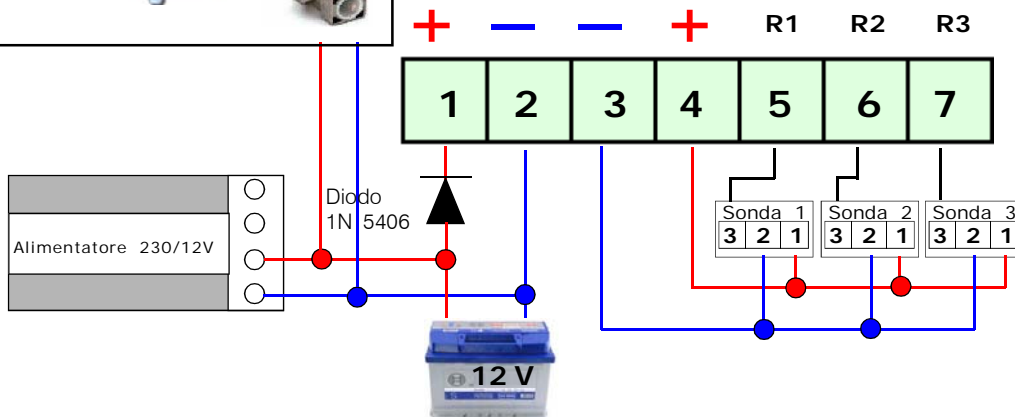 + — — + R1 R2 R3
1 2 3 4 5 6 7
Diodo
1N 5406
Alimentatore 230/12V
Sonda 1
3 2 1
Sonda 2
3 2 1
Sonda 3
3 2 1
12 V